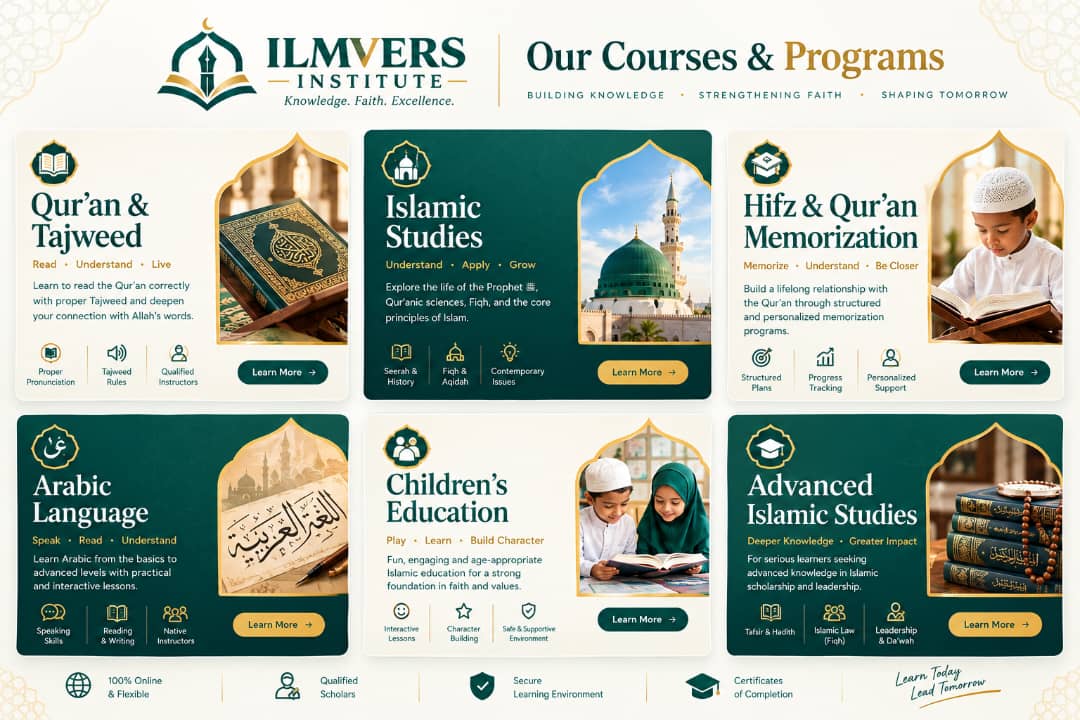 ILMVERS
INSTITUTE
Knowledge. Faith. Excellence.
Our Courses & Programs
BUILDING KNOWLEDGE • STRENGTHENING FAITH • SHAPING TOMORROW
Qur'an &
Tajweed
Read • Understand • Live
Learn to read the Qur'an correctly
with proper Tajweed and deepen
your connection with Allah's words.
Proper
Pronunciation
Tajweed
Rules
Qualified
Instructors
Learn More →
Islamic
Studies
Understand • Apply • Grow
Explore the life of the Prophet ﷺ,
Qur'anic sciences, Fiqh, and the core
principles of Islam.
Seerah &
History
Fiqh &
Aqidah
Contemporary
Issues
Learn More →
Hifz & Qur'an
Memorization
Memorize • Understand • Be Closer
Build a lifelong relationship with
the Qur'an through structured
and personalized memorization
programs.
Structured
Plans
Progress
Tracking
Personalized
Support
Learn More →
Arabic
Language
Speak • Read • Understand
Learn Arabic from the basics to
advanced levels with practical
and interactive lessons.
Speaking
Skills
Reading
& Writing
Native
Instructors
Learn More →
اللغة العربية
Children's
Education
Play • Learn • Build Character
Fun, engaging and age-appropriate
Islamic education for a strong
foundation in faith and values.
Interactive
Lessons
Character
Building
Safe & Supportive
Environment
Learn More →
Advanced
Islamic Studies
Deeper Knowledge • Greater Impact
For serious learners seeking
advanced knowledge in Islamic
scholarship and leadership.
Tafsir & Hadith
Islamic Law
(Fiqh)
Leadership
& Da'wah
Learn More →
100% Online
& Flexible
Qualified
Scholars
Secure
Learning Environment
Certificates
of Completion
Learn Today
Lead Tomorrow